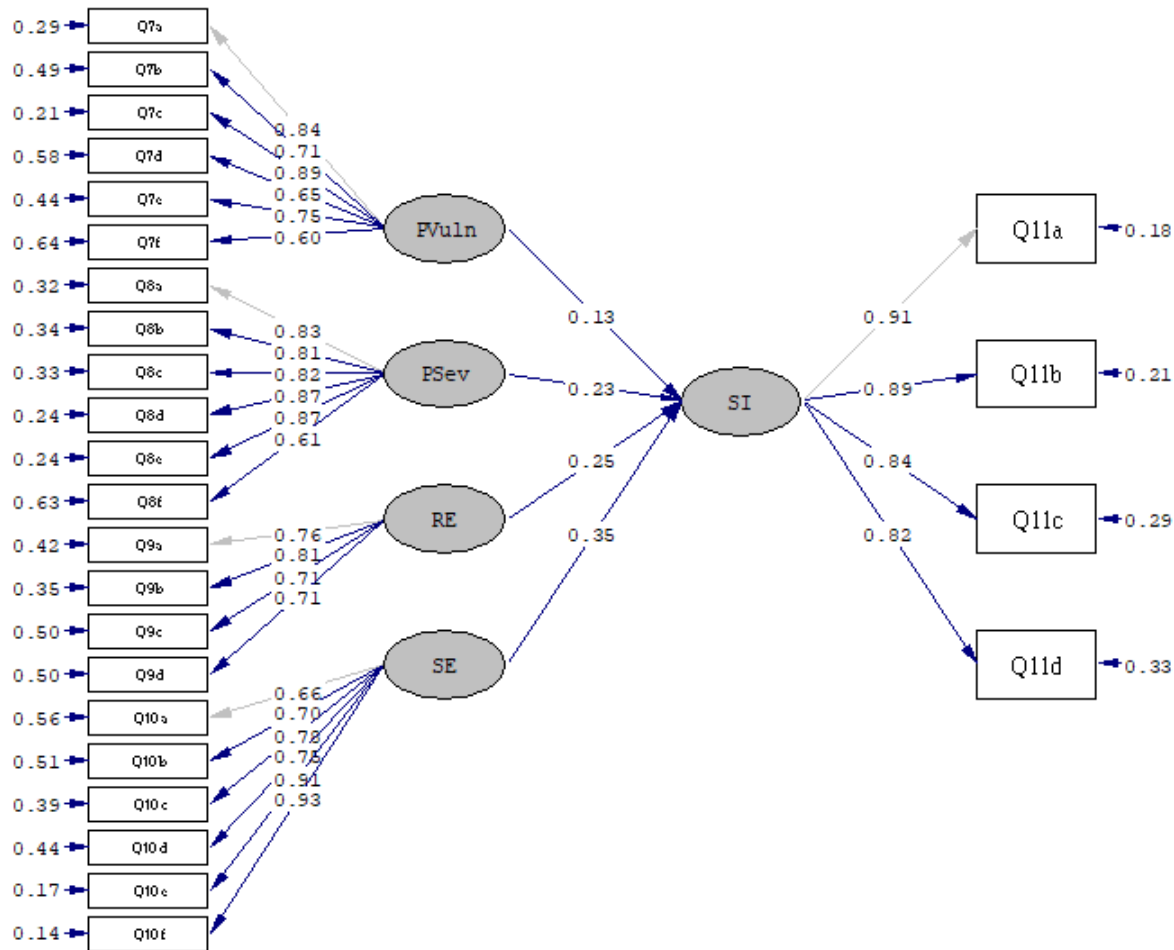 0.29 Q7a
0.49 Q7b
0.21 Q7c
0.58 Q7d
0.44 Q7e
0.64 Q7f
0.32 Q8a
0.34 Q8b
0.33 Q8c
0.24 Q8d
0.24 Q8e
0.63 Q8f
0.42 Q9a
0.35 Q9b
0.50 Q9c
0.50 Q9d
0.56 Q10a
0.51 Q10b
0.39 Q10c
0.44 Q10d
0.17 Q10e
0.14 Q10f
0.84
0.71
0.89
0.65
0.75
0.60
0.83
0.81
0.82
0.87
0.87
0.61
0.76
0.81
0.71
0.71
0.66
0.70
0.78
0.75
0.91
0.93
PVuln
PSev
RE
SE
0.13
0.23
0.25
0.35
SI
0.91
0.89
0.84
0.82
Q11a 0.18
Q11b 0.21
Q11c 0.29
Q11d 0.33